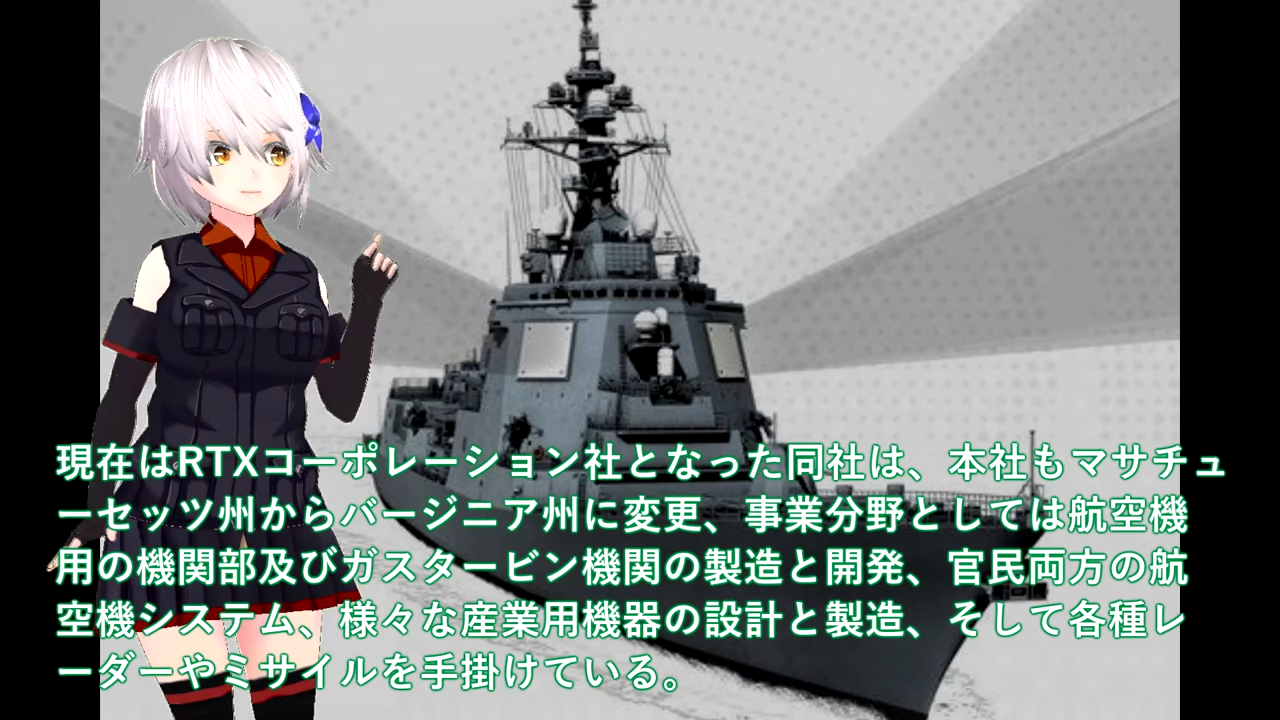 現在はRTXコーポレーション社となった同社は、本社もマサチュ
ーセッツ州からバージニア州に変更、事業分野としては航空機
用の機関部及びガスタービン機関の製造と開発、官民両方の航
空機システム、様々な産業用機器の設計と製造、そして各種レ
ーダーやミサイルを手掛けている。